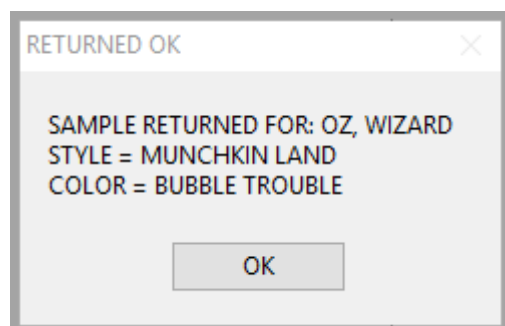 RETURNED OK
SAMPLE RETURNED FOR: OZ, WIZARD
STYLE = MUNCHKIN LAND
COLOR = BUBBLE TROUBLE
OK